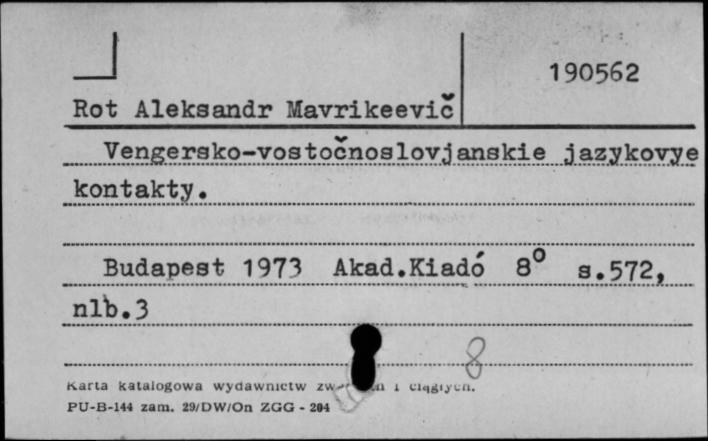 190562
Rot Aleksandr Mavrikeevič
Vengersko-vostočnoslovjanskie jazykovye
kontakty.
Budapest 1973 Akad.Kiadó 8° s.572,
nlb.3
8
Karta katalogowa wydawnictw i ciągłych.
PU-B-144 zam. 29/DW/On ZGG - 204